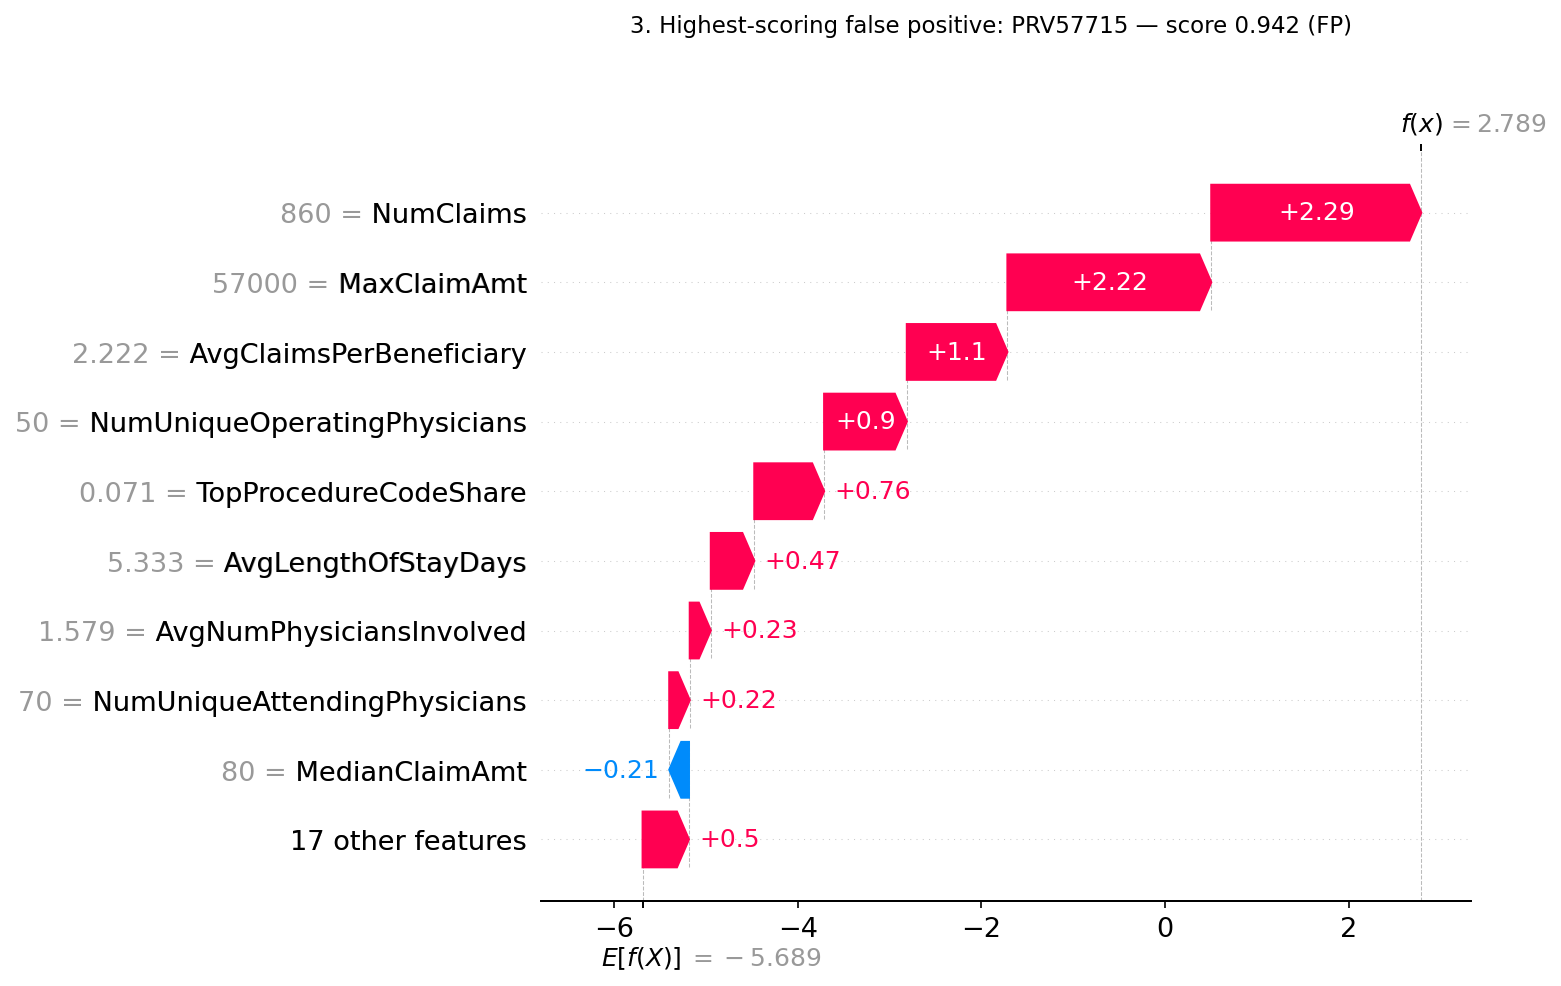 3. Highest-scoring false positive: PRV57715 — score 0.942 (FP)
f(x) = 2.789
860 = NumClaims
+2.29
57000 = MaxClaimAmt
+2.22
2.222 = AvgClaimsPerBeneficiary
+1.1
50 = NumUniqueOperatingPhysicians
+0.9
0.071 = TopProcedureCodeShare
+0.76
5.333 = AvgLengthOfStayDays
+0.47
1.579 = AvgNumPhysiciansInvolved
+0.23
70 = NumUniqueAttendingPhysicians
+0.22
80 = MedianClaimAmt
−0.21
17 other features
+0.5
−6 −4 −2 0 2
E[f(X)] = −5.689